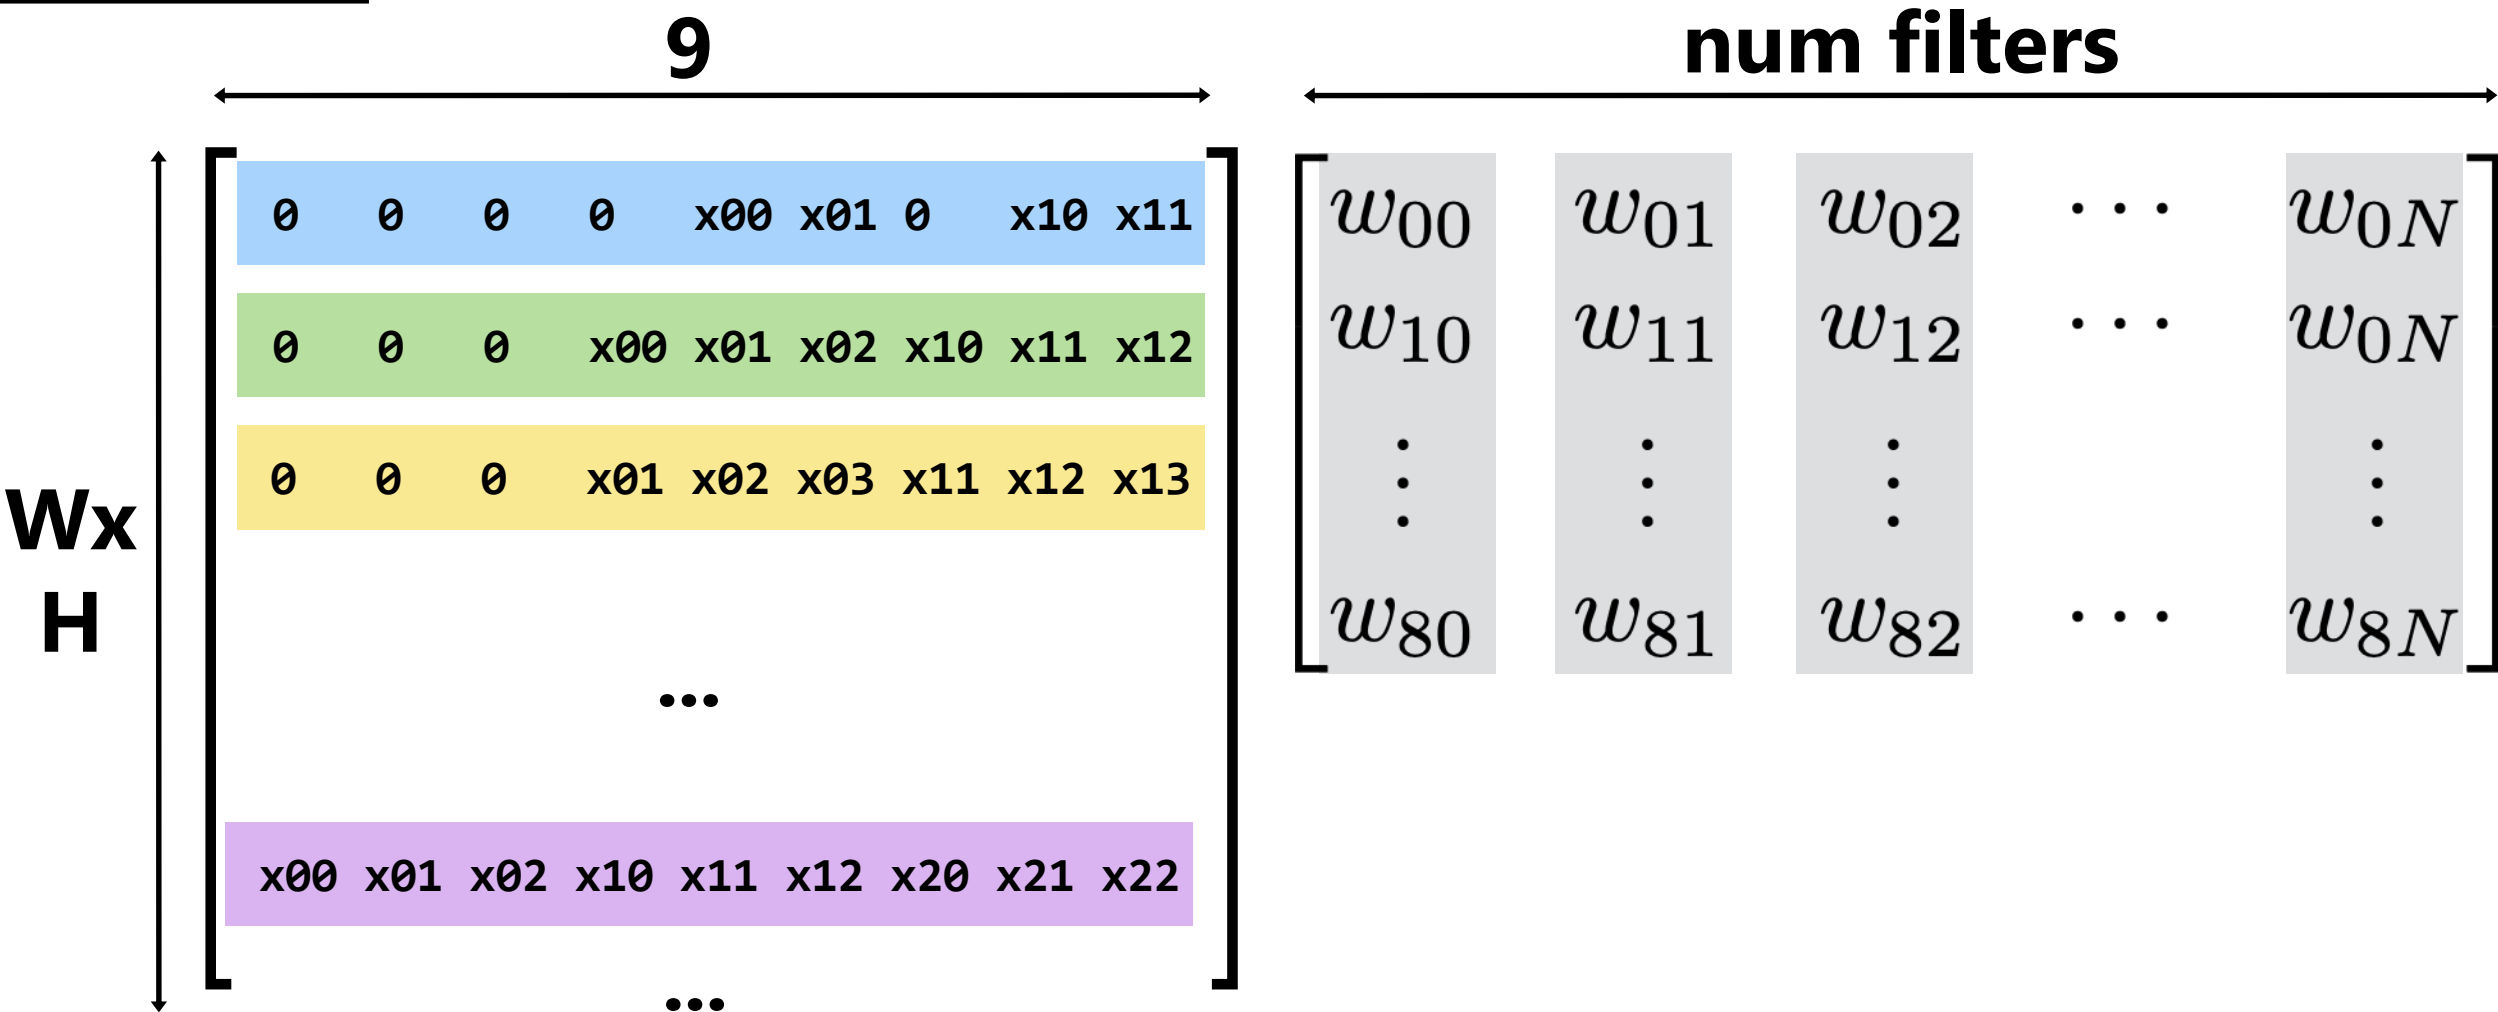 9
num filters
0 0 0 0 x00 x01 0 x10 x11
0 0 0 x00 x01 x02 x10 x11 x12
0 0 0 x01 x02 x03 x11 x12 x13
...
x00 x01 x02 x10 x11 x12 x20 x21 x22
...
Wx
H
w00 w01 w02 ··· w0N
w10 w11 w12 ··· w0N
⋮ ⋮ ⋮ ⋮
w80 w81 w82 ··· w8N